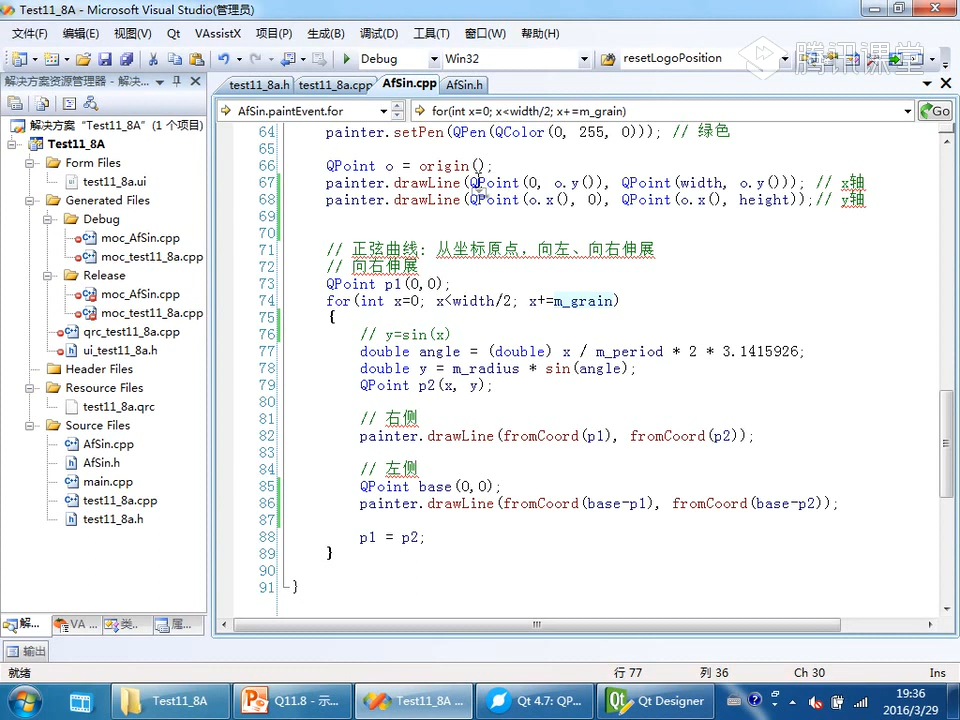 Test11_8A - Microsoft Visual Studio(管理员)
文件(F) 编辑(E) 视图(V) Qt VAssistX 项目(P) 生成(B) 调试(D) 工具(T) 窗口(W) 帮助(H)
Debug Win32 resetLogoPosition
腾讯课堂
解决方案资源管理器 - 解决...
test11_8a.h test11_8a.cpp AfSin.cpp AfSin.h
AfSin.paintEvent.for for(int x=0; x<width/2; x+=m_grain) Go
解决方案 "Test11_8A" (1 个项目)
Test11_8A
Form Files
test11_8a.ui
Generated Files
Debug
moc_AfSin.cpp
moc_test11_8a.cpp
Release
moc_AfSin.cpp
moc_test11_8a.cpp
qrc_test11_8a.cpp
ui_test11_8a.h
Header Files
Resource Files
test11_8a.qrc
Source Files
AfSin.cpp
AfSin.h
main.cpp
test11_8a.cpp
test11_8a.h
64 painter.setPen(QPen(QColor(0, 255, 0))); // 绿色
65
66 QPoint o = origin();
67 painter.drawLine(QPoint(0, o.y()), QPoint(width, o.y())); // x轴
68 painter.drawLine(QPoint(o.x(), 0), QPoint(o.x(), height));// y轴
69
70
71 // 正弦曲线: 从坐标原点，向左、向右伸展
72 // 向右伸展
73 QPoint p1(0,0);
74 for(int x=0; x<width/2; x+=m_grain)
75 {
76 // y=sin(x)
77 double angle = (double) x / m_period * 2 * 3.1415926;
78 double y = m_radius * sin(angle);
79 QPoint p2(x, y);
80
81 // 右侧
82 painter.drawLine(fromCoord(p1), fromCoord(p2));
83
84 // 左侧
85 QPoint base(0,0);
86 painter.drawLine(fromCoord(base-p1), fromCoord(base-p2));
87
88 p1 = p2;
89 }
90
91 }
解... VA ... 类... 属...
输出
就绪 行 77 列 36 Ch 30 Ins
Test11_8A Q11.8 - 示... Test11_8A ... Qt 4.7: QP... Qt Designer 19:36
2016/3/29